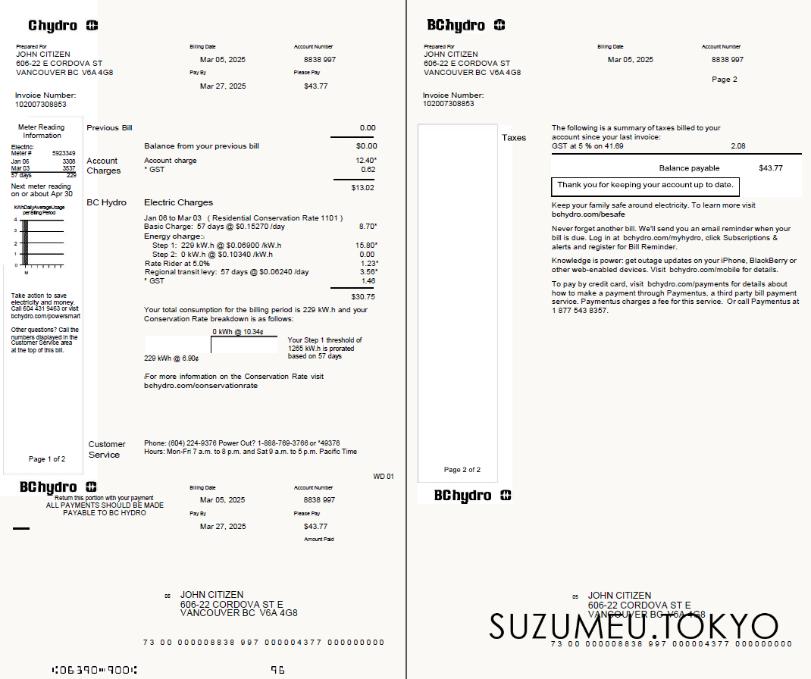 BChydro
Prepared For
JOHN CITIZEN
606-22 E CORDOVA ST
VANCOUVER BC V6A 4G8
Billing Date
Mar 05, 2025
Account Number
8838 997
Pay By
Mar 27, 2025
Please Pay
$43.77
Invoice Number:
102007308853
Meter Reading
Information
Electric:
Meter # 5923349
Jan 06 3308
Mar 03 3537
57 days 229
Next meter reading
on or about Apr 30
kWh Daily Average Usage
per Billing Period
4
3
2
1
0
M
Take action to save
electricity and money.
Call 604 431 9463 or visit
bchydro.com/powersmart
Other questions? Call the
numbers displayed in the
Customer Service area
at the top of this bill.
Page 1 of 2
Previous Bill 0.00
Balance from your previous bill $0.00
Account
Charges
Account charge 12.40*
* GST 0.62
$13.02
BC Hydro
Electric Charges
Jan 06 to Mar 03 ( Residential Conservation Rate 1101 )
Basic Charge: 57 days @ $0.15270 /day 8.70*
Energy charge:
Step 1: 229 kW.h @ $0.06900 /kW.h 15.80*
Step 2: 0 kW.h @ $0.10340 /kW.h 0.00
Rate Rider at 5.0% 1.23*
Regional transit levy: 57 days @ $0.06240 /day 3.56*
* GST 1.46
$30.75
Your total consumption for the billing period is 229 kW.h and your
Conservation Rate breakdown is as follows:
0 kWh @ 10.34¢
229 kWh @ 6.90¢
Your Step 1 threshold of
1265 kW.h is prorated
based on 57 days
For more information on the Conservation Rate visit
bchydro.com/conservationrate
Customer
Service
Phone: (604) 224-9376 Power Out? 1-888-769-3766 or *49376
Hours: Mon-Fri 7 a.m. to 8 p.m. and Sat 9 a.m. to 5 p.m. Pacific Time
WD 01
BChydro
Return this portion with your payment
ALL PAYMENTS SHOULD BE MADE
PAYABLE TO BC HYDRO
Billing Date
Mar 05, 2025
Account Number
8838 997
Pay By
Mar 27, 2025
Please Pay
$43.77
Amount Paid
JOHN CITIZEN
606-22 CORDOVA ST E
VANCOUVER BC V6A 4G8
73 00 000008838 997 000004377 000000000
96
BChydro
Prepared For
JOHN CITIZEN
606-22 E CORDOVA ST
VANCOUVER BC V6A 4G8
Billing Date
Mar 05, 2025
Account Number
8838 997
Page 2
Invoice Number:
102007308853
Taxes
The following is a summary of taxes billed to your
account since your last invoice:
GST at 5 % on 41.69 2.08
Balance payable $43.77
Thank you for keeping your account up to date.
Keep your family safe around electricity. To learn more visit
bchydro.com/besafe
Never forget another bill. We'll send you an email reminder when your
bill is due. Log in at bchydro.com/myhydro, click Subscriptions &
alerts and register for Bill Reminder.
Knowledge is power: get outage updates on your iPhone, BlackBerry or
other web-enabled devices. Visit bchydro.com/mobile for details.
To pay by credit card, visit bchydro.com/payments for details about
how to make a payment through Paymentus, a third party bill payment
service. Paymentus charges a fee for this service. Or call Paymentus at
1 877 543 8357.
Page 2 of 2
BChydro
JOHN CITIZEN
606-22 CORDOVA ST E
VANCOUVER BC V6A 4G8
SUZUMEU.TOKYO
73 00 000008838 997 000004377 000000000